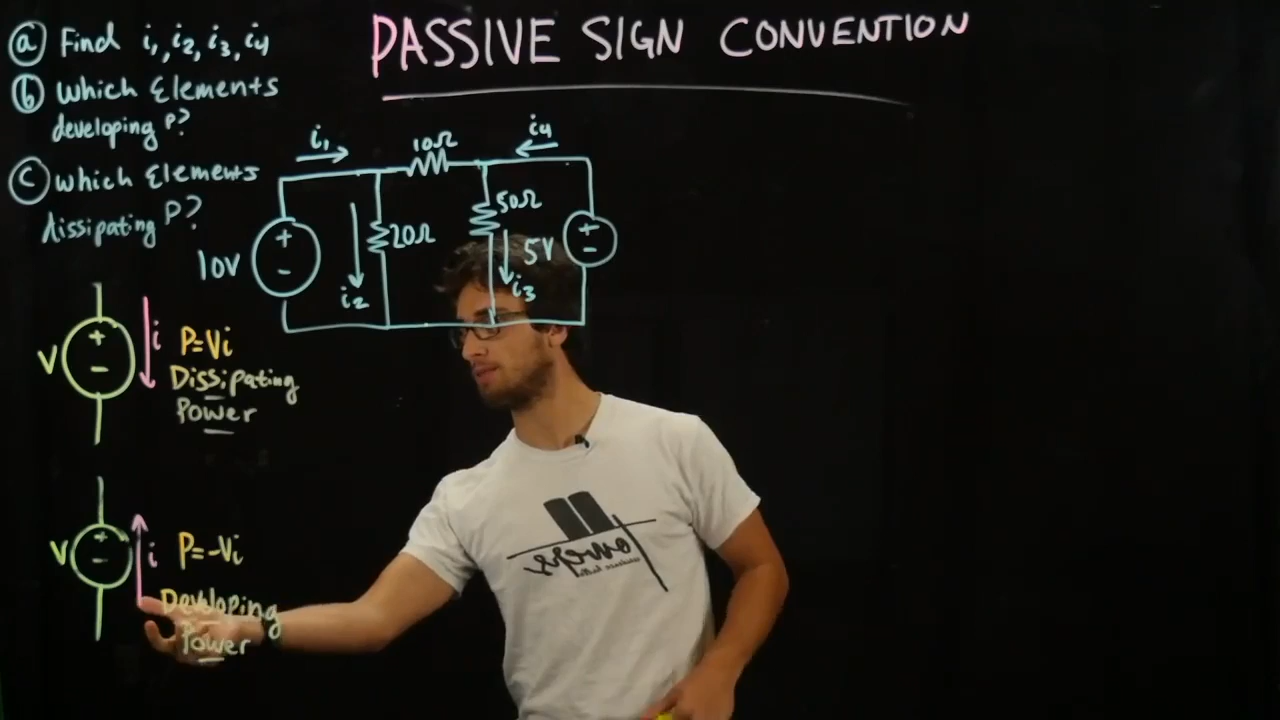 PASSIVE SIGN CONVENTION
ⓐ Find i₁, i₂, i₃, i₄
ⓑ Which Elements
developing P?
ⓒ Which Elements
dissipating P?
i₁
10Ω
i₄
50Ω
20Ω
10V
+
-
5V
+
-
i₂
i₃
V
+
-
i
P=Vi
Dissipating
Power
V
+
-
i
P=-Vi
Developing
Power
Towers